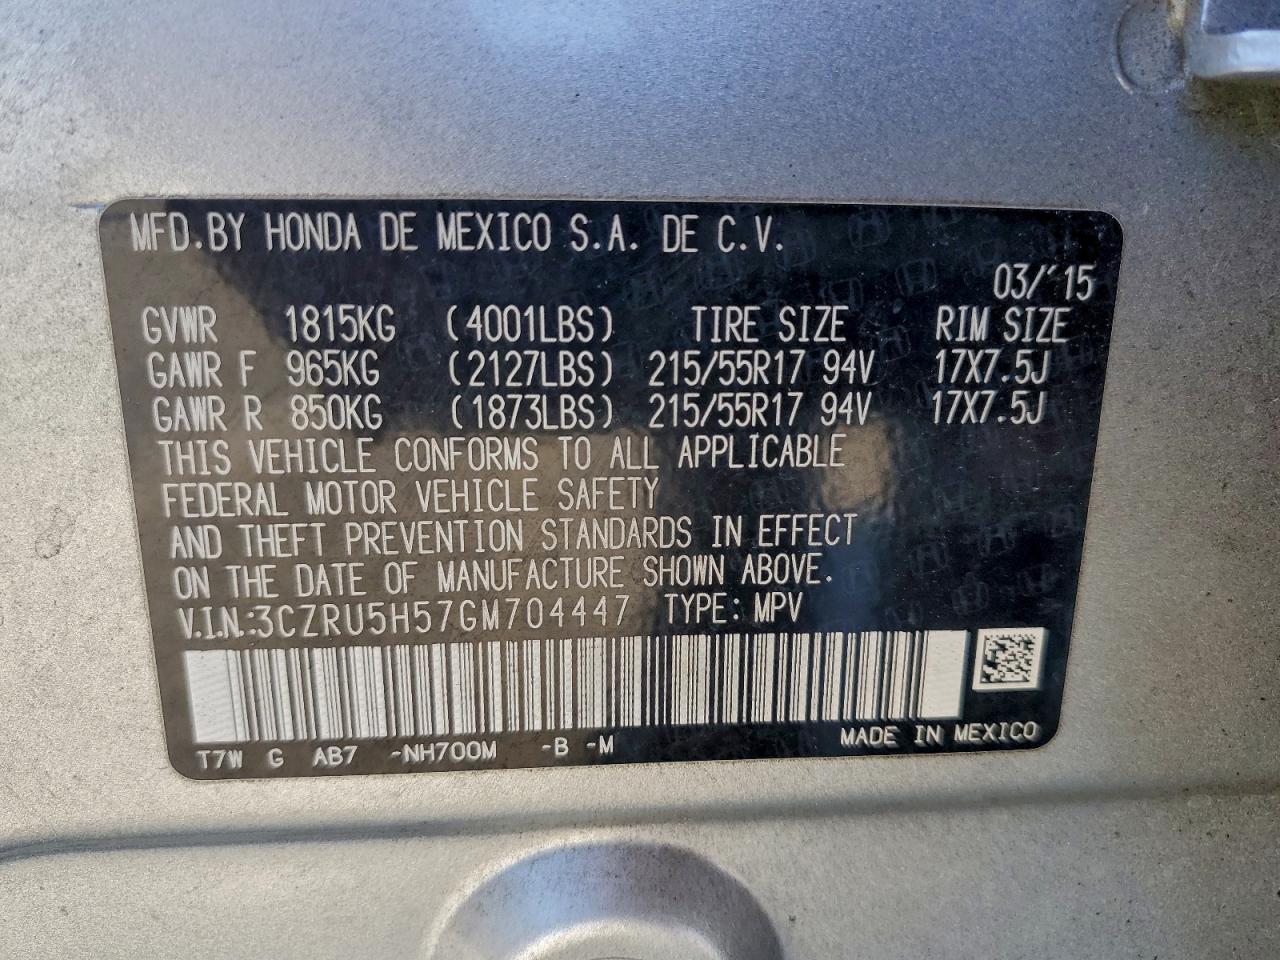 MFD.BY HONDA DE MEXICO S.A. DE C.V.
03/'15
GVWR 1815KG (4001LBS) TIRE SIZE RIM SIZE
GAWR F 965KG (2127LBS) 215/55R17 94V 17X7.5J
GAWR R 850KG (1873LBS) 215/55R17 94V 17X7.5J
THIS VEHICLE CONFORMS TO ALL APPLICABLE
FEDERAL MOTOR VEHICLE SAFETY
AND THEFT PREVENTION STANDARDS IN EFFECT
ON THE DATE OF MANUFACTURE SHOWN ABOVE.
V.I.N.:3CZRU5H57GM704447 TYPE: MPV
T7W G AB7 -NH700M -B -M MADE IN MEXICO